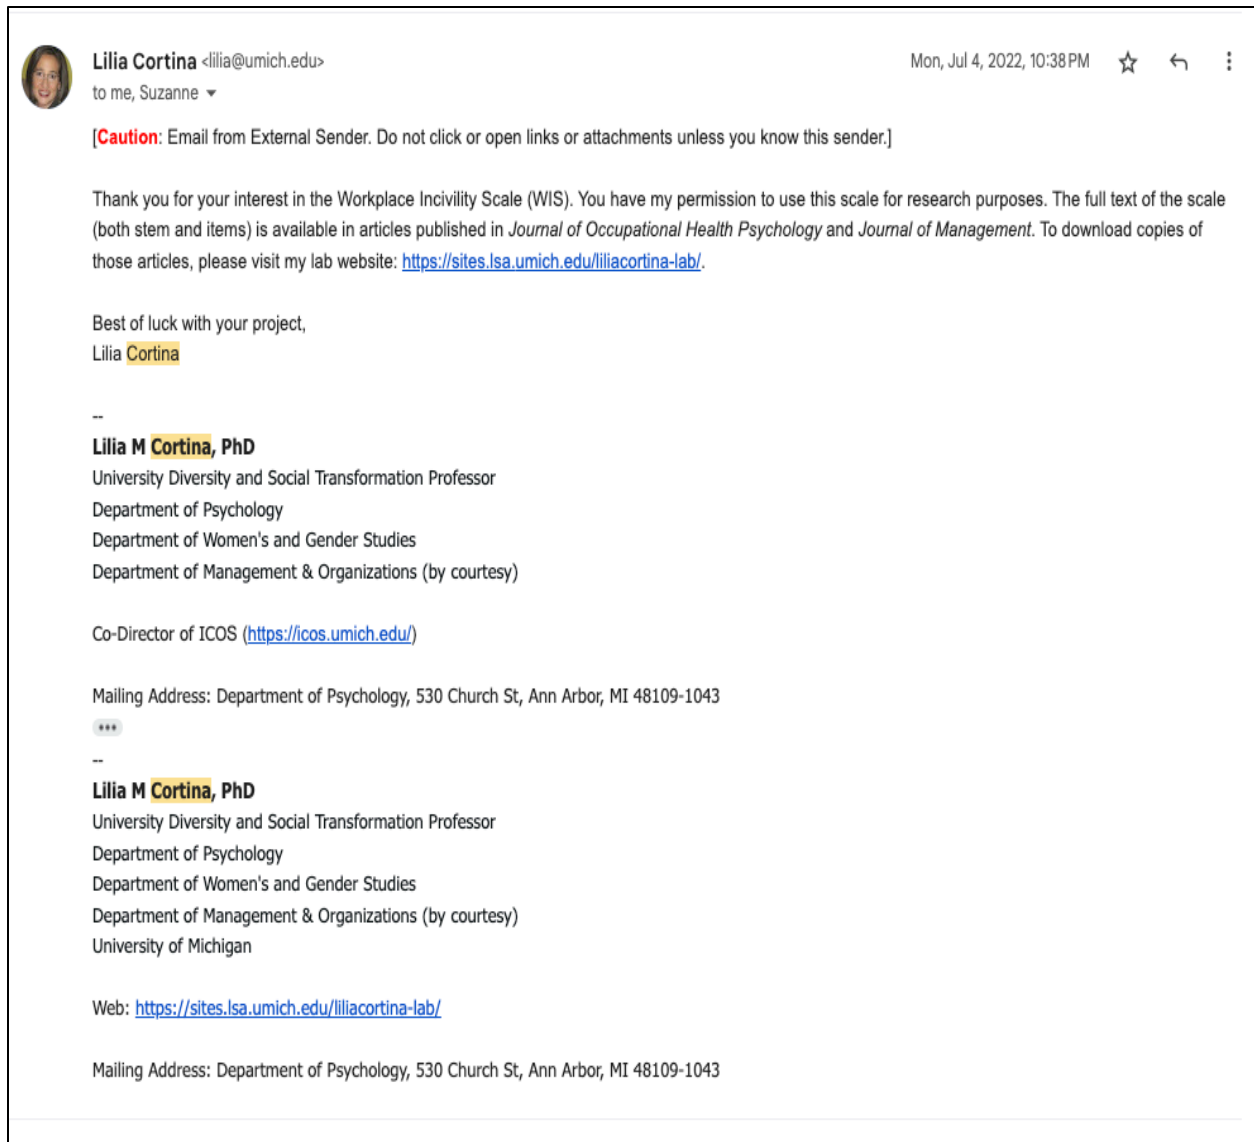 Lilia Cortina <lilia@umich.edu>
Mon, Jul 4, 2022, 10:38 PM
to me, Suzanne
[Caution: Email from External Sender. Do not click or open links or attachments unless you know this sender.]
Thank you for your interest in the Workplace Incivility Scale (WIS). You have my permission to use this scale for research purposes. The full text of the scale
(both stem and items) is available in articles published in Journal of Occupational Health Psychology and Journal of Management. To download copies of
those articles, please visit my lab website: https://sites.lsa.umich.edu/liliacortina-lab/.
Best of luck with your project,
Lilia Cortina
--
Lilia M Cortina, PhD
University Diversity and Social Transformation Professor
Department of Psychology
Department of Women's and Gender Studies
Department of Management & Organizations (by courtesy)
Co-Director of ICOS (https://icos.umich.edu/)
Mailing Address: Department of Psychology, 530 Church St, Ann Arbor, MI 48109-1043
--
Lilia M Cortina, PhD
University Diversity and Social Transformation Professor
Department of Psychology
Department of Women's and Gender Studies
Department of Management & Organizations (by courtesy)
University of Michigan
Web: https://sites.lsa.umich.edu/liliacortina-lab/
Mailing Address: Department of Psychology, 530 Church St, Ann Arbor, MI 48109-1043